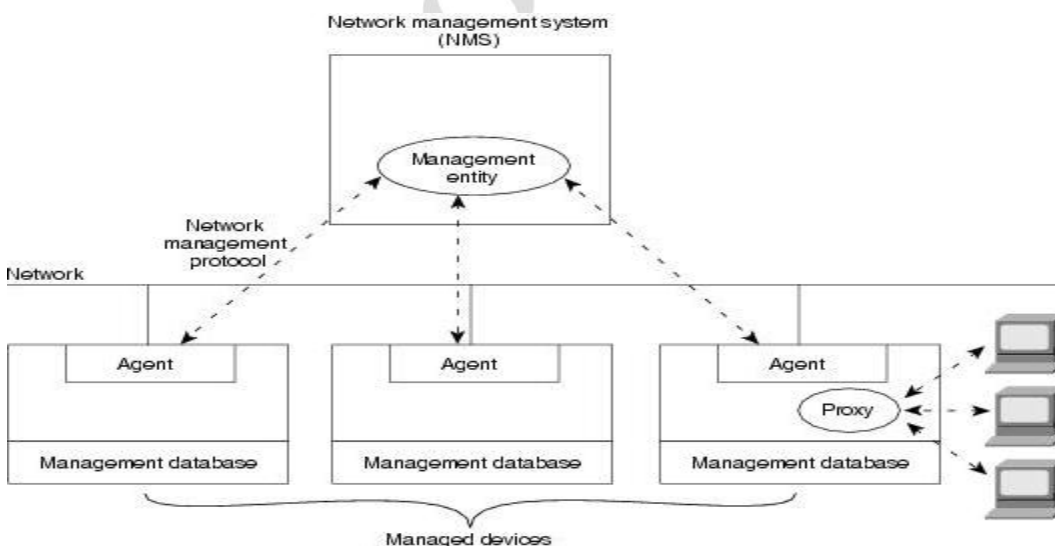 Network management system
(NMS)
Management
entity
Network
management
protocol
Network
Agent
Agent
Agent
Proxy
Management database
Management database
Management database
Managed devices